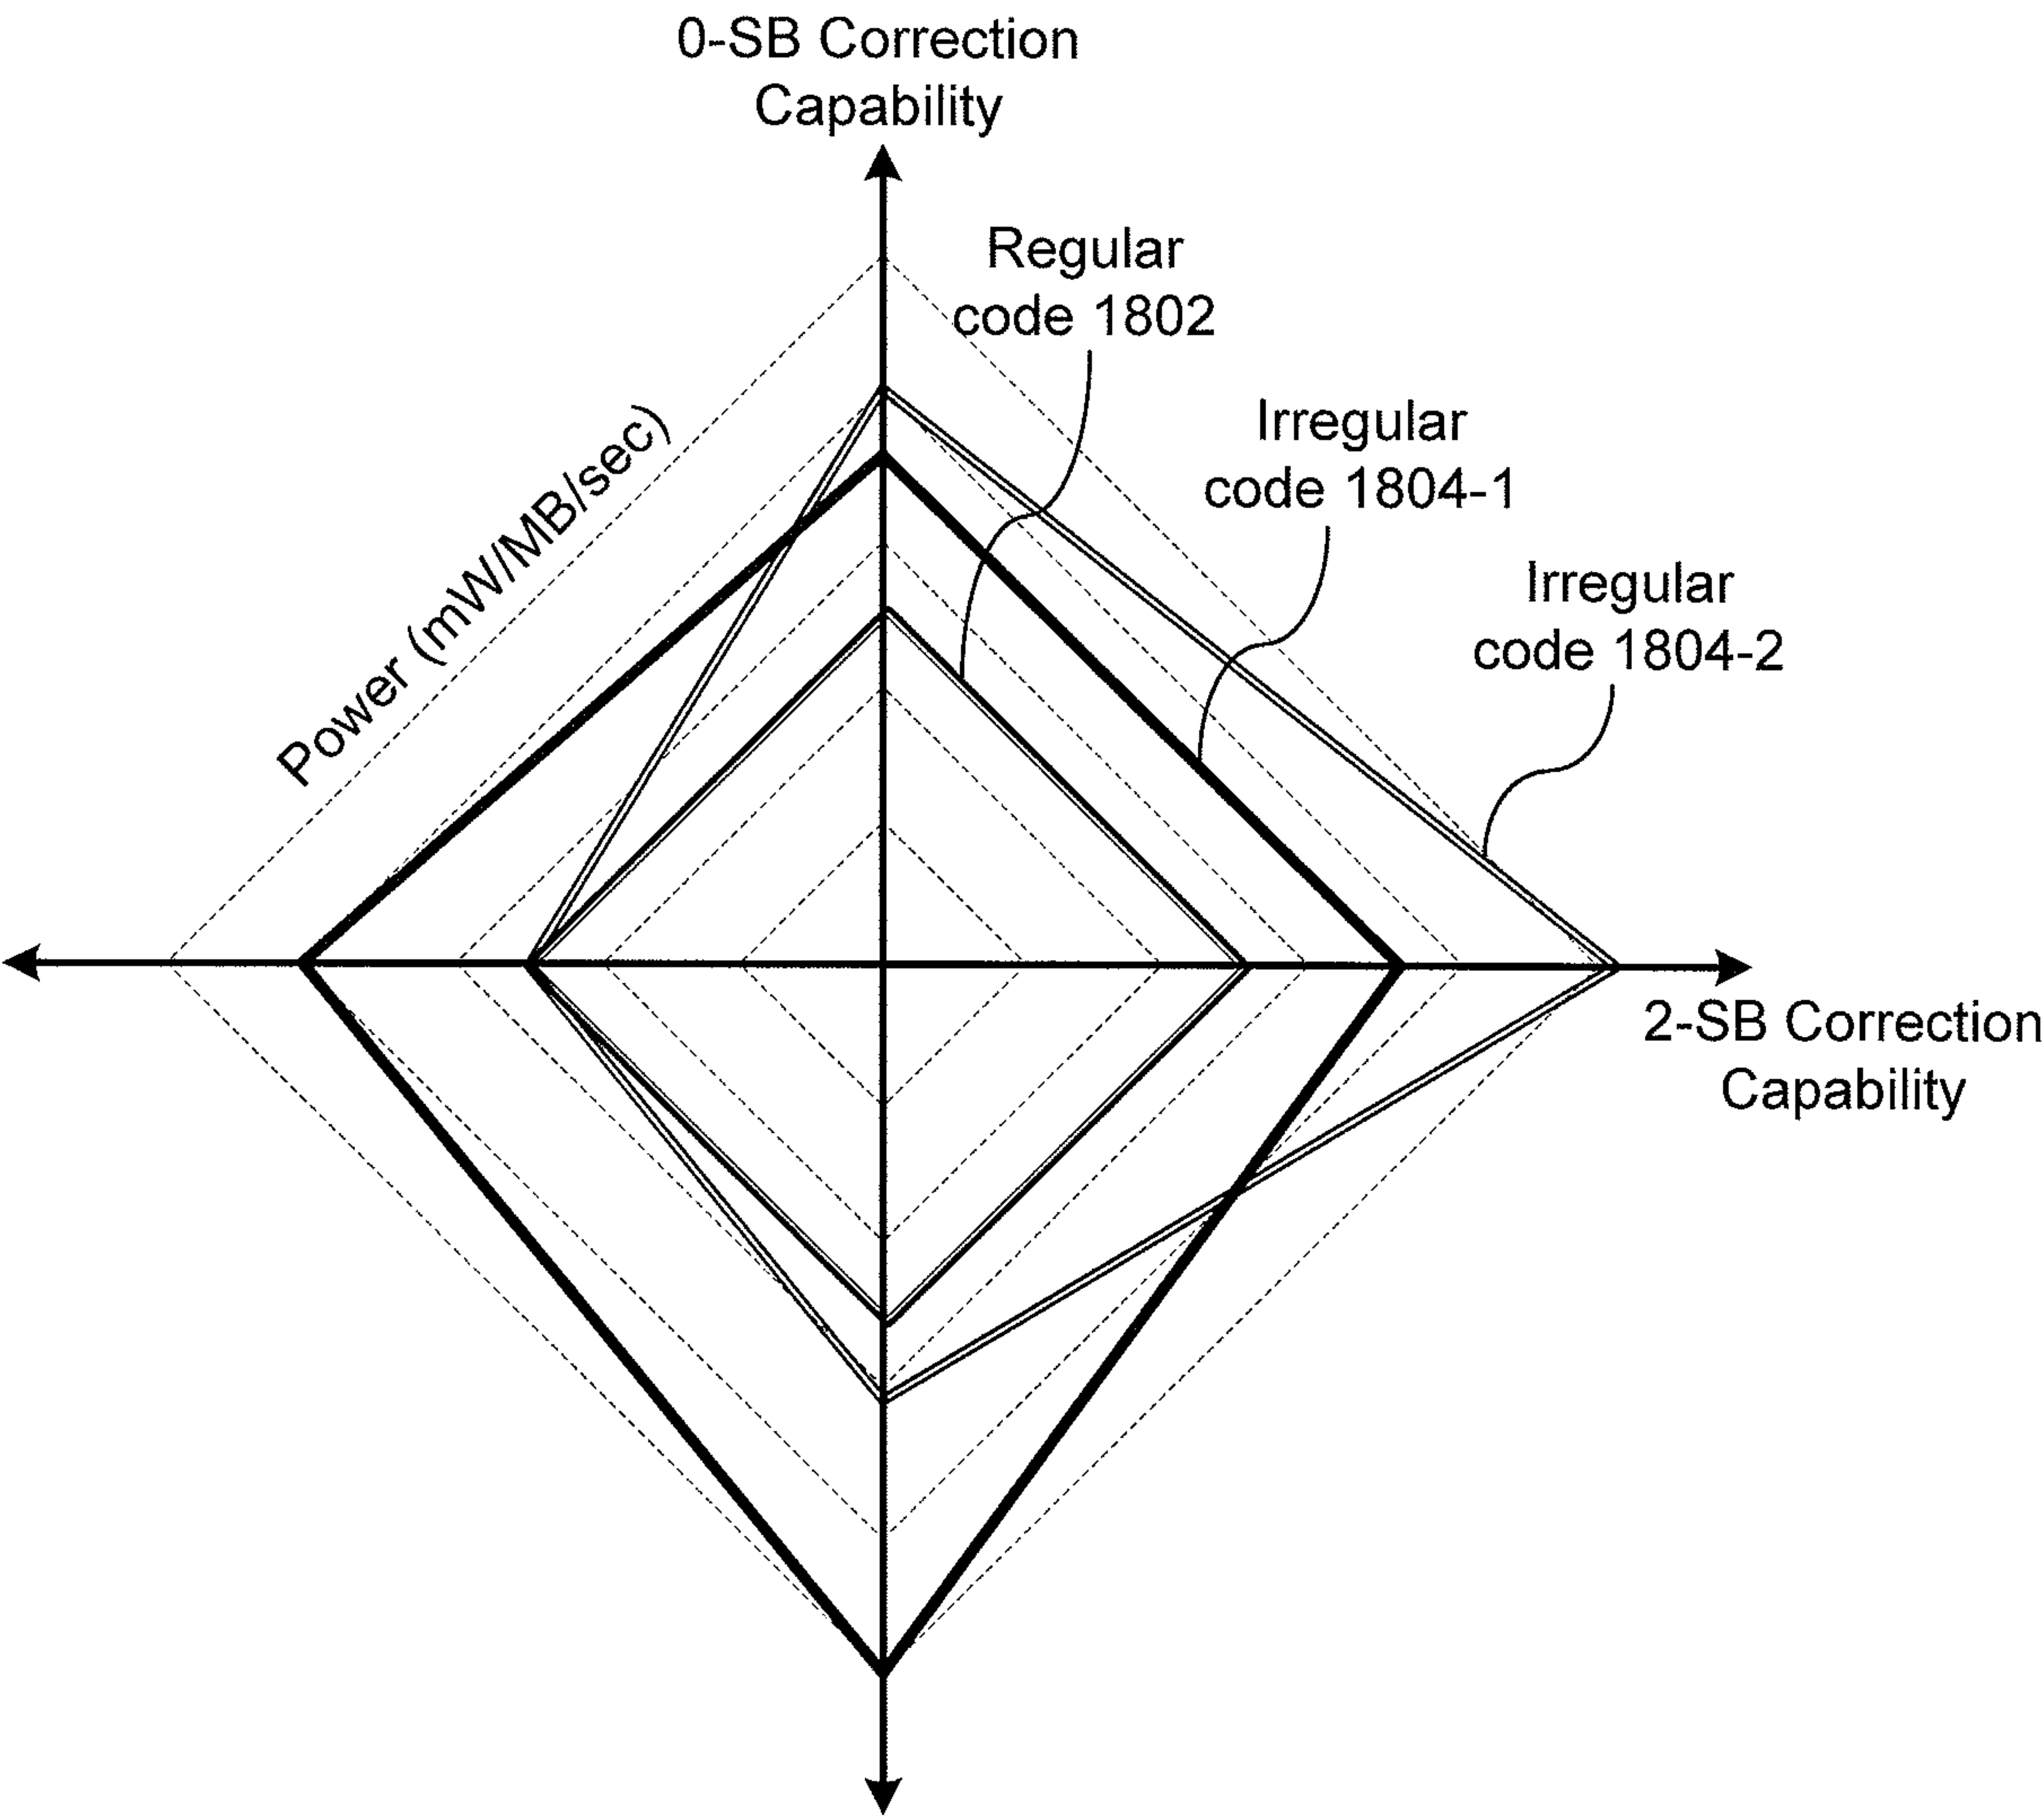 0-SB Correction
Capability
Regular
code 1802
Irregular
code 1804-1
Irregular
code 1804-2
Power (mW/MB/sec)
2-SB Correction
Capability